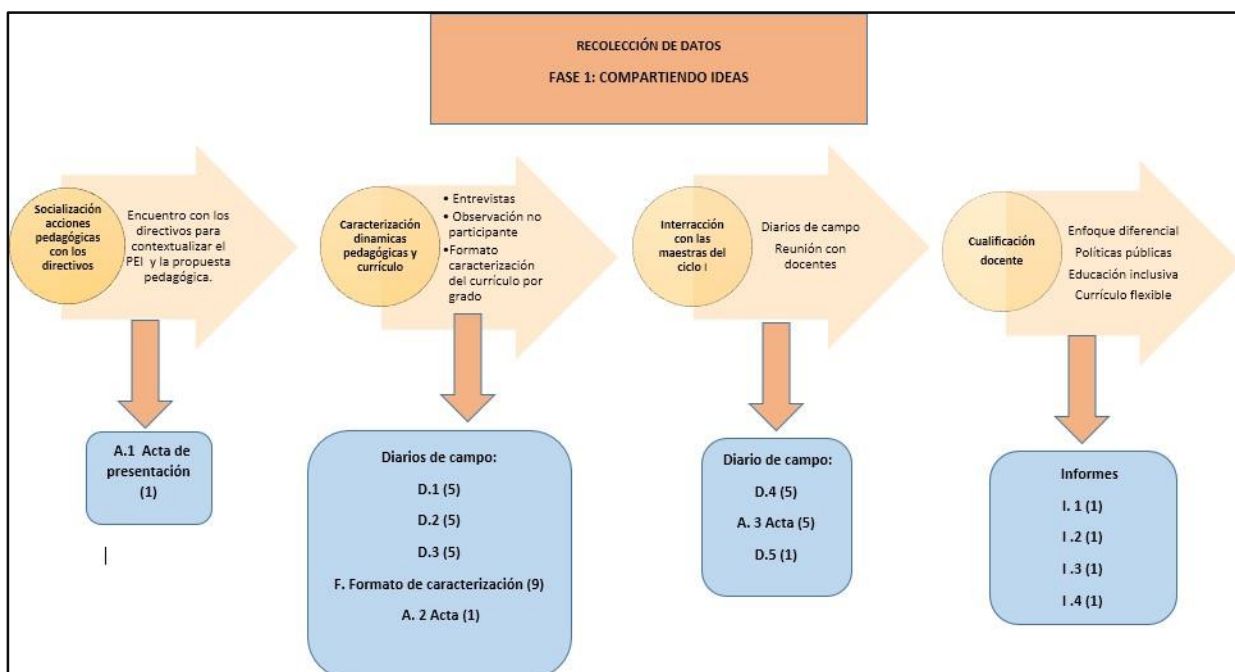 RECOLECCIÓN DE DATOS
FASE 1: COMPARTIENDO IDEAS
Socialización
acciones
pedagógicas
con los
directivos
Encuentro con los
directivos para
contextualizar el
PEI y la propuesta
pedagógica.
A.1 Acta de
presentación
(1)
Caracterización
dinamicas
pedagógicas y
currículo
• Entrevistas
• Observación no
participante
•Formato
caracterización
del currículo por
grado
Diarios de campo:
D.1 (5)
D.2 (5)
D.3 (5)
F. Formato de caracterización (9)
A. 2 Acta (1)
Interracción
con las
maestras del
ciclo I
Diarios de campo
Reunión con
docentes
Diario de campo:
D.4 (5)
A. 3 Acta (5)
D.5 (1)
Cualificación
docente
Enfoque diferencial
Políticas públicas
Educación inclusiva
Currículo flexible
Informes
I. 1 (1)
I .2 (1)
I .3 (1)
I .4 (1)